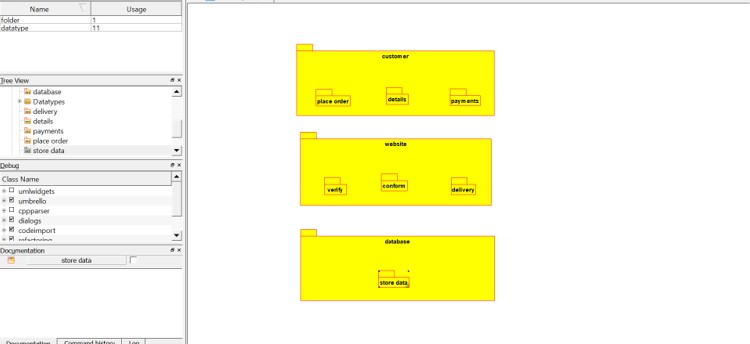 Name Usage
folder 1
datatype 11
Tree View
database
Datatypes
delivery
details
payments
place order
store data
Debug
Class Name
umlwidgets
umbrello
cppparser
dialogs
codeimport
refactoring
Documentation
store data
Documentation Command history Log
customer
place order details payments
website
verify conform delivery
database
store data